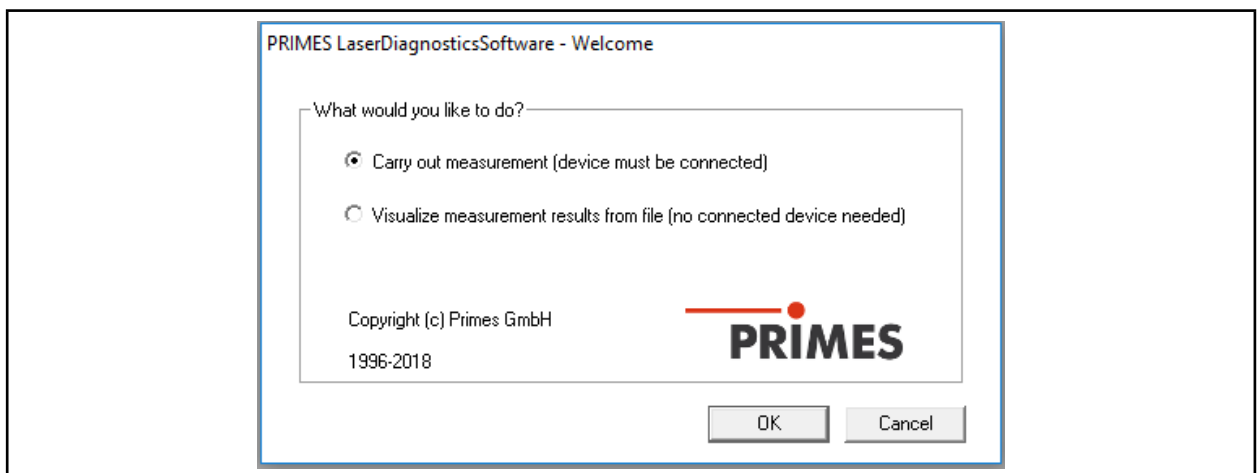 PRIMES LaserDiagnosticsSoftware - Welcome
What would you like to do?
Carry out measurement (device must be connected)
Visualize measurement results from file (no connected device needed)
Copyright (c) Primes GmbH
1996-2018
PRIMES
OK
Cancel